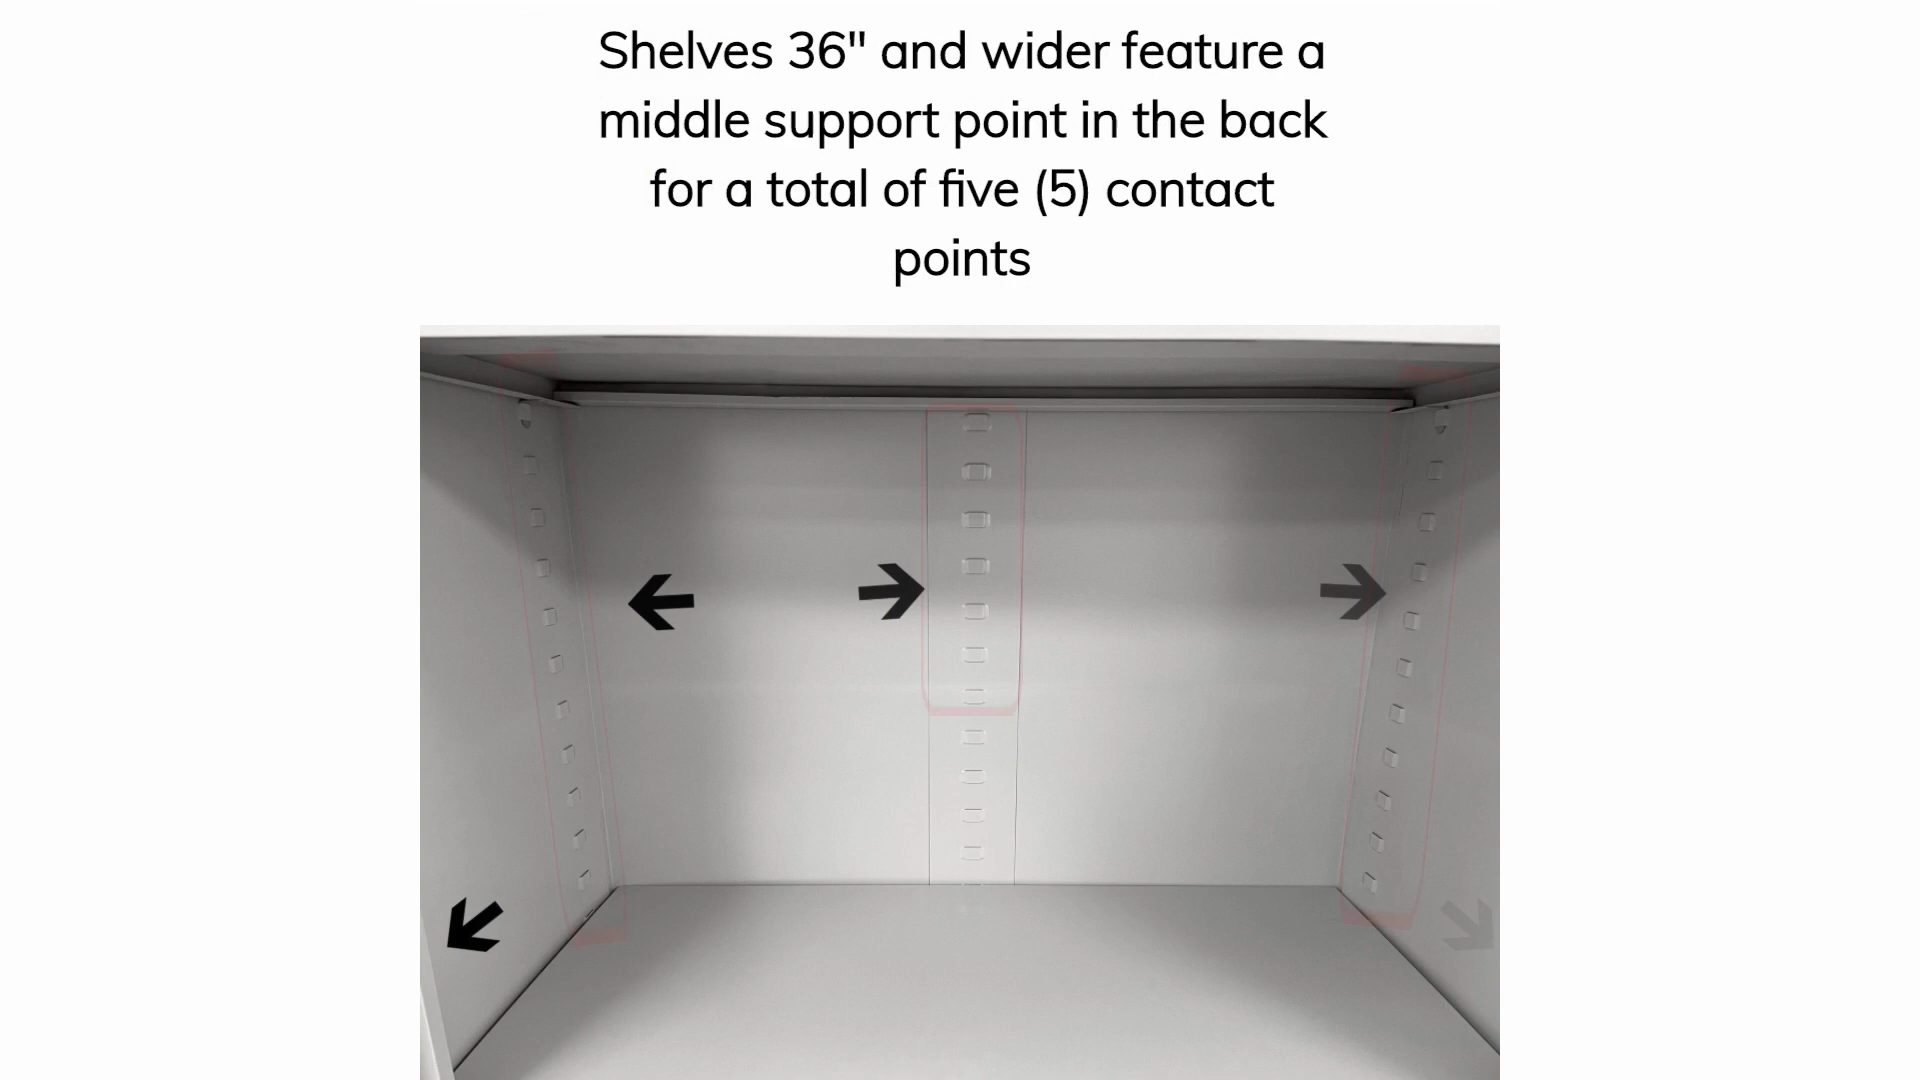 Shelves 36" and wider feature a
middle support point in the back
for a total of five (5) contact
points